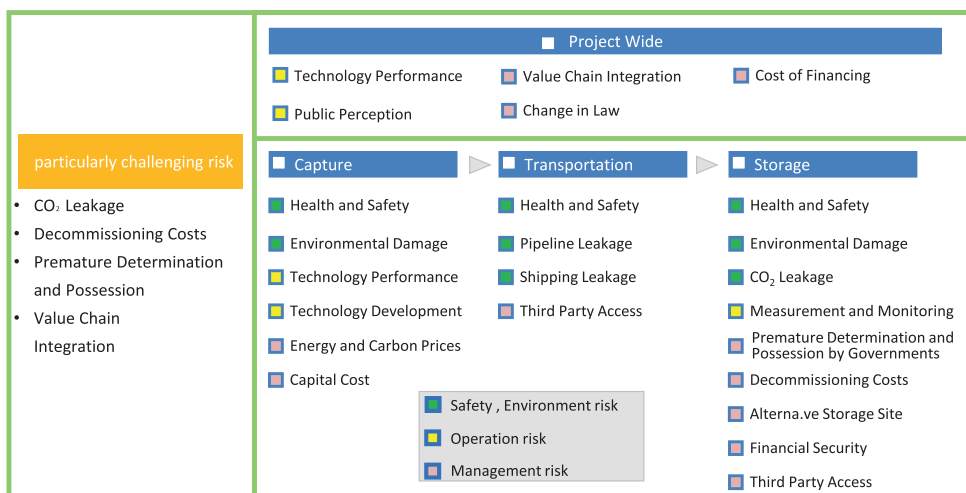 Project Wide
Technology Performance
Value Chain Integration
Cost of Financing
Public Perception
Change in Law
particularly challenging risk
• CO₂ Leakage
• Decommissioning Costs
• Premature Determination
and Possession
• Value Chain
Integration
Capture
Health and Safety
Environmental Damage
Technology Performance
Technology Development
Energy and Carbon Prices
Capital Cost
Transportation
Health and Safety
Pipeline Leakage
Shipping Leakage
Third Party Access
Storage
Health and Safety
Environmental Damage
CO₂ Leakage
Measurement and Monitoring
Premature Determination and
Possession by Governments
Decommissioning Costs
Alterna.ve Storage Site
Financial Security
Third Party Access
Safety , Environment risk
Operation risk
Management risk